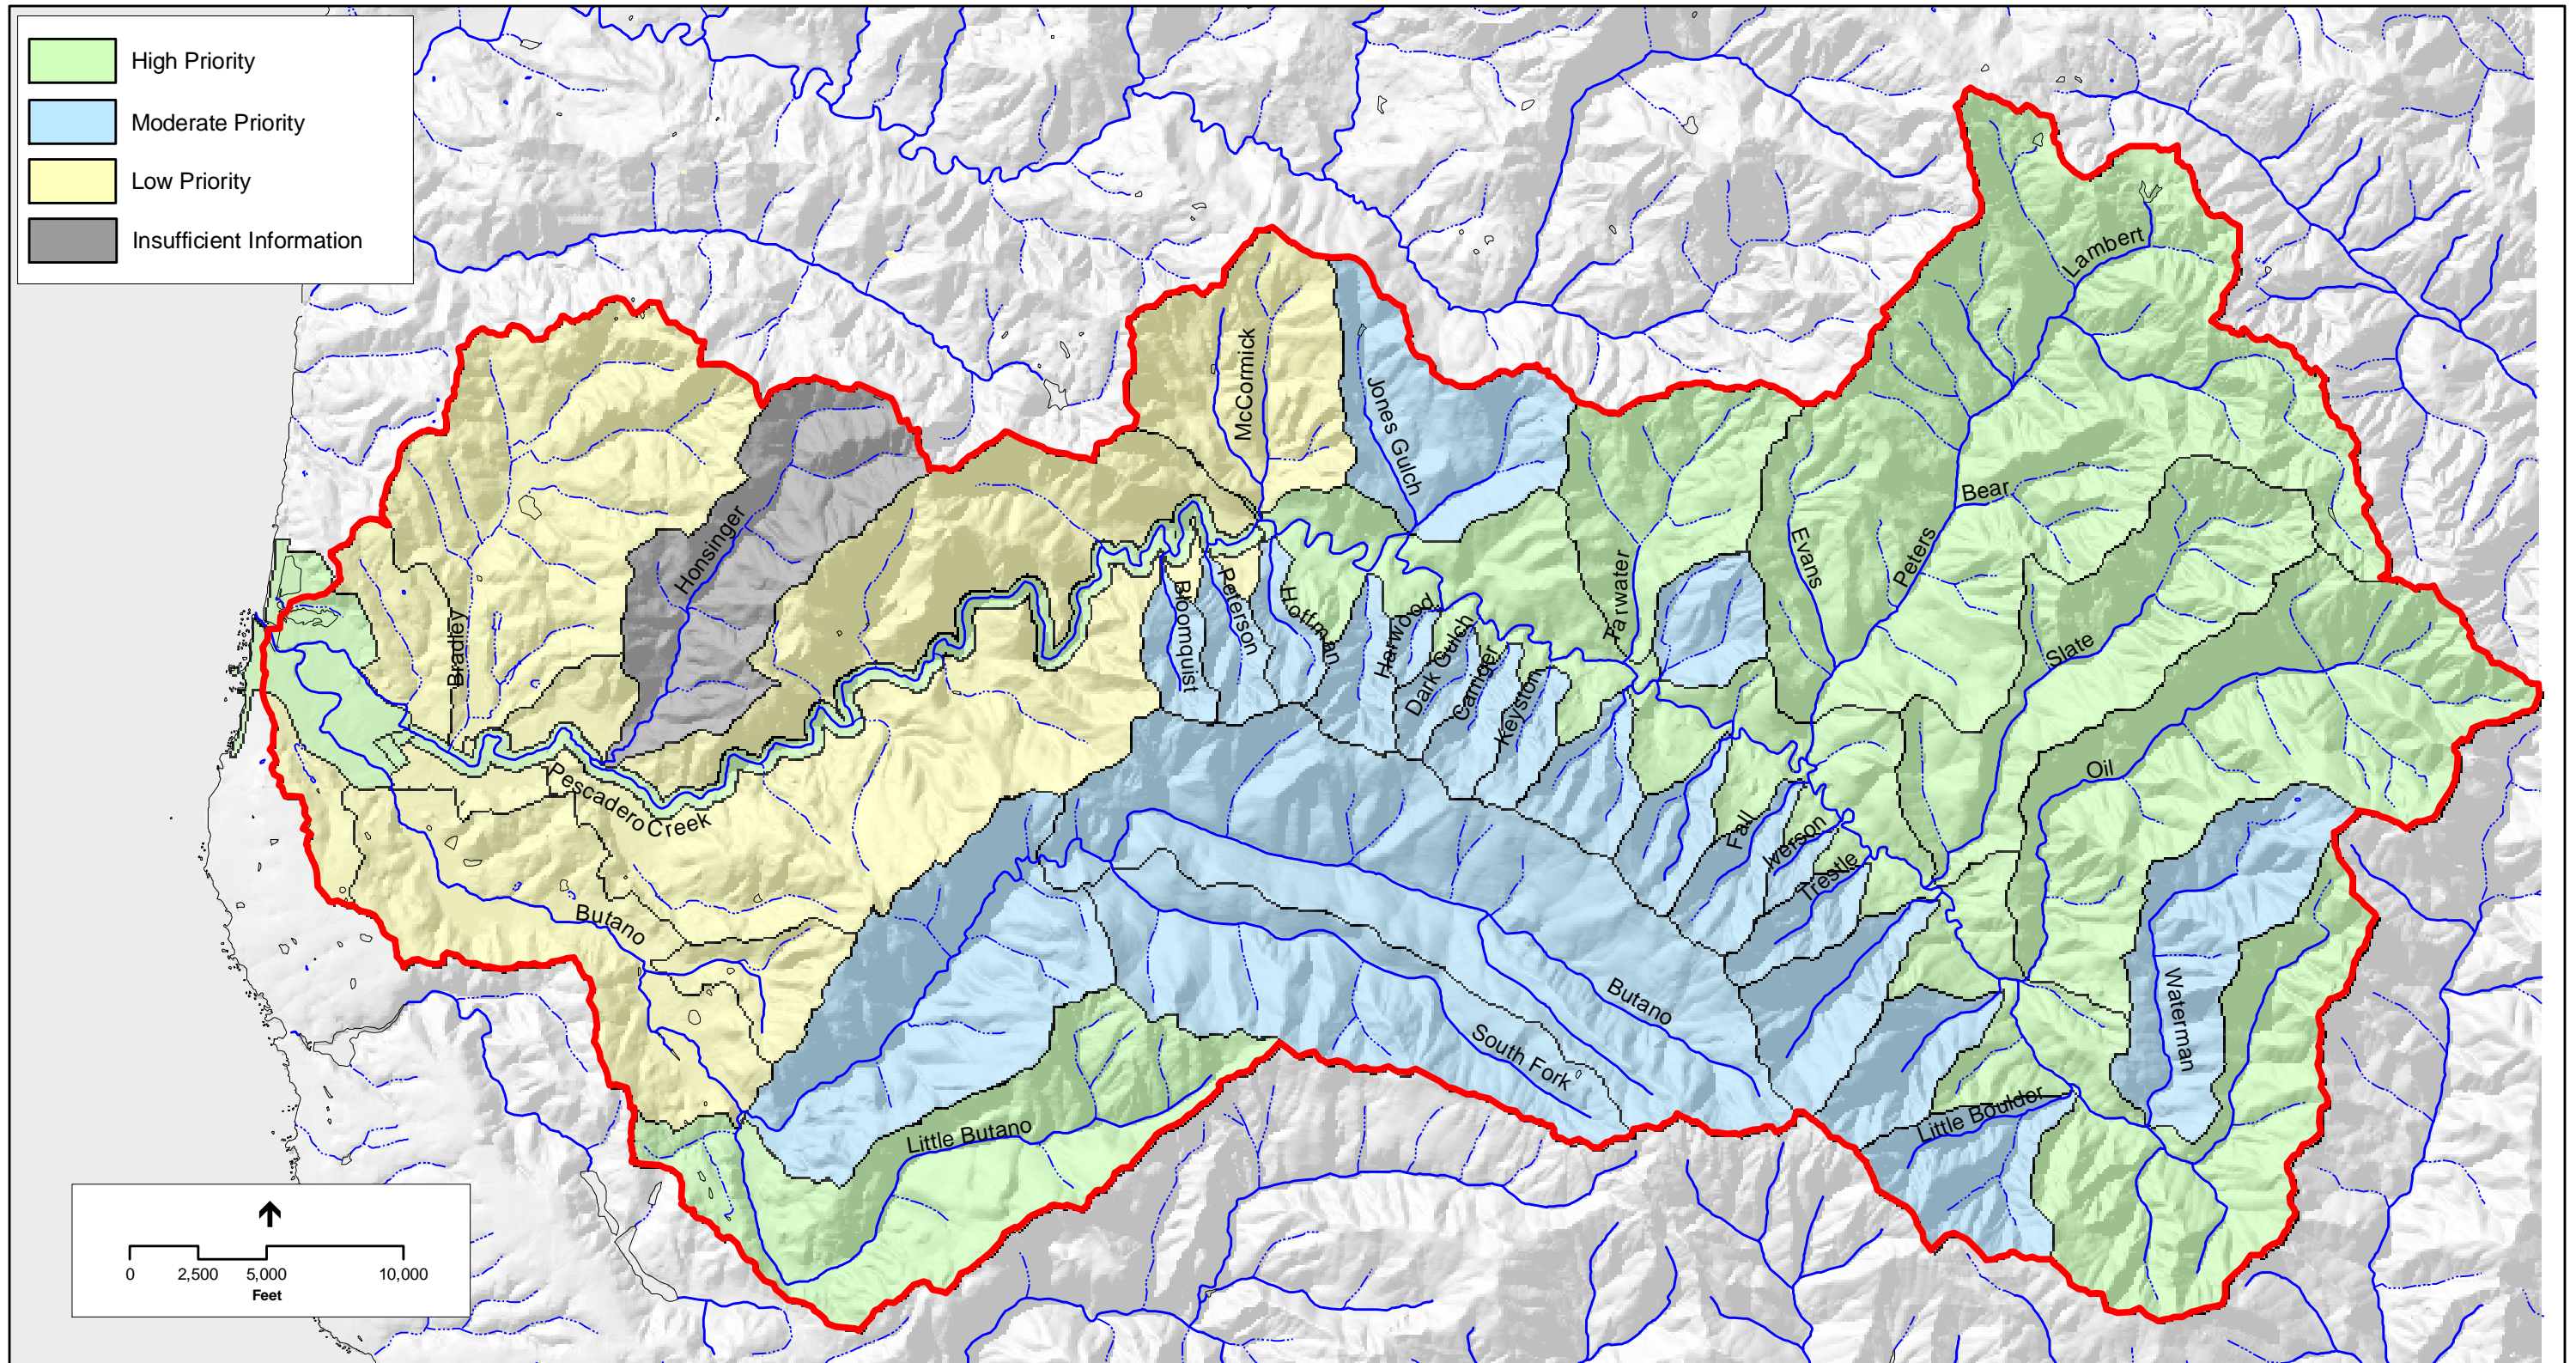 High Priority
Moderate Priority
Low Priority
Insufficient Information
Lambert
McCormick
Jones Gulch
Bear
Honsinger
Evans
Peters
Tarwater
Bloomquist
Peterson
Hoffman
Harwood
Dark Gulch
Carriger
Keyston
Bradley
Slate
Oil
Pescadero Creek
Fall
Iverson
Trestle
Butano
Waterman
Butano
South Fork
Little Boulder
Little Butano
0 2,500 5,000 10,000
Feet